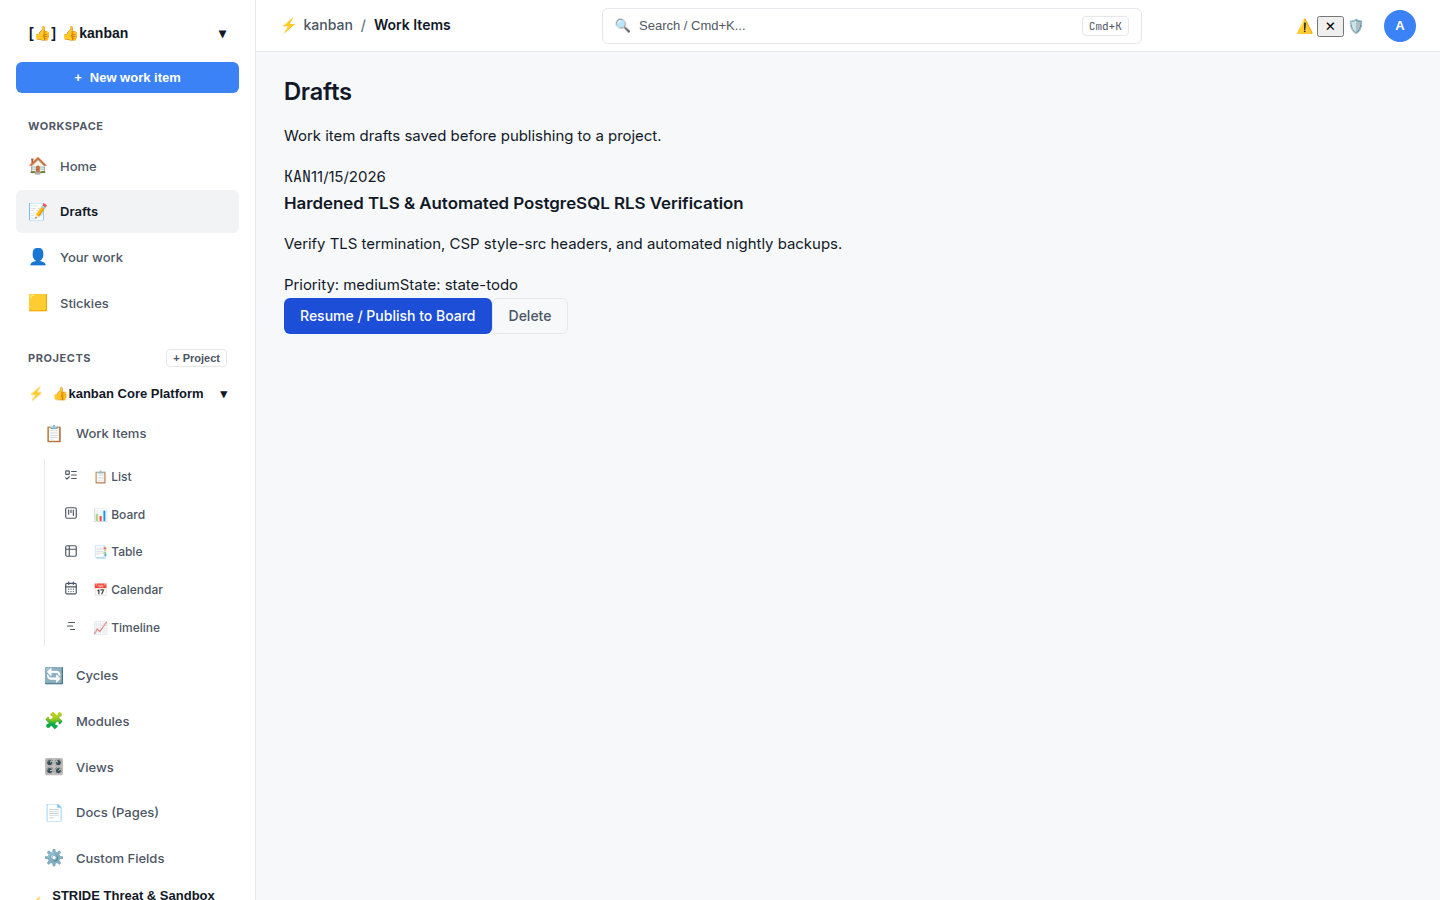 [👍] 👍kanban ▼
+ New work item
WORKSPACE
🏠 Home
📝 Drafts
👤 Your work
🟨 Stickies
PROJECTS + Project
⚡ 👍kanban Core Platform ▼
📋 Work Items
📋 List
📊 Board
📑 Table
📅 Calendar
📈 Timeline
🔄 Cycles
🧩 Modules
🎛️ Views
📄 Docs (Pages)
⚙️ Custom Fields
STRIDE Threat & Sandbox
⚡ kanban / Work Items
🔍 Search / Cmd+K... Cmd+K
⚠️ ✕ 🛡️ A
Drafts
Work item drafts saved before publishing to a project.
KAN11/15/2026
Hardened TLS & Automated PostgreSQL RLS Verification
Verify TLS termination, CSP style-src headers, and automated nightly backups.
Priority: mediumState: state-todo
Resume / Publish to Board Delete